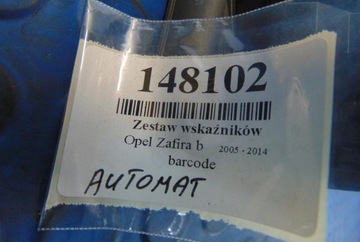 148102
Zestaw wskaźników
Opel Zafira b 2005 - 2014
barcode
AUTOMAT